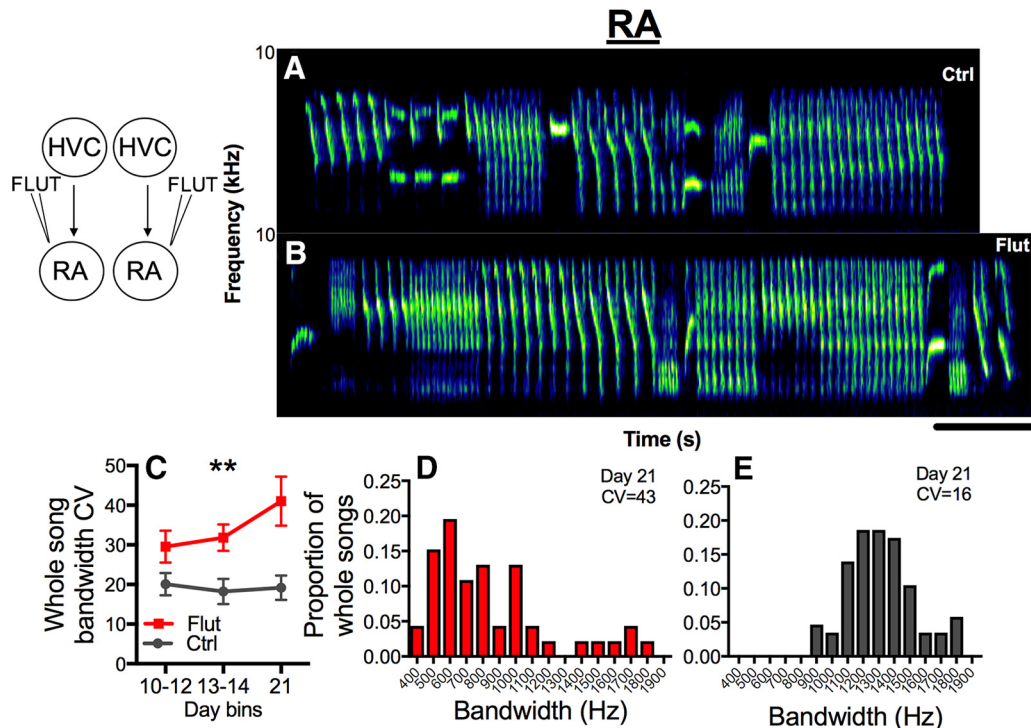 RA
10
A
Ctrl
HVC HVC
FLUT FLUT
RA RA
Frequency (kHz)
10
B
Flut
Time (s)
C
**
50
40
30
20
10
0
Whole song
bandwidth CV
Flut
Ctrl
10-12 13-14 21
Day bins
D
Day 21
CV=43
0.25
0.20
0.15
0.10
0.05
0.00
Proportion of
whole songs
400 500 600 700 800 900 1000 1100 1200 1300 1400 1500 1600 1700 1800 1900
Bandwidth (Hz)
E
Day 21
CV=16
0.25
0.20
0.15
0.10
0.05
0.00
400 500 600 700 800 900 1000 1100 1200 1300 1400 1500 1600 1700 1800 1900
Bandwidth (Hz)